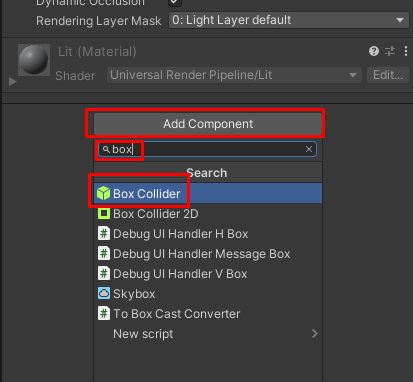 Dynamic Occlusion
Rendering Layer Mask 0: Light Layer default
Lit (Material)
Shader Universal Render Pipeline/Lit Edit...
Add Component
box
Search
Box Collider
Box Collider 2D
Debug UI Handler H Box
Debug UI Handler Message Box
Debug UI Handler V Box
Skybox
To Box Cast Converter
New script